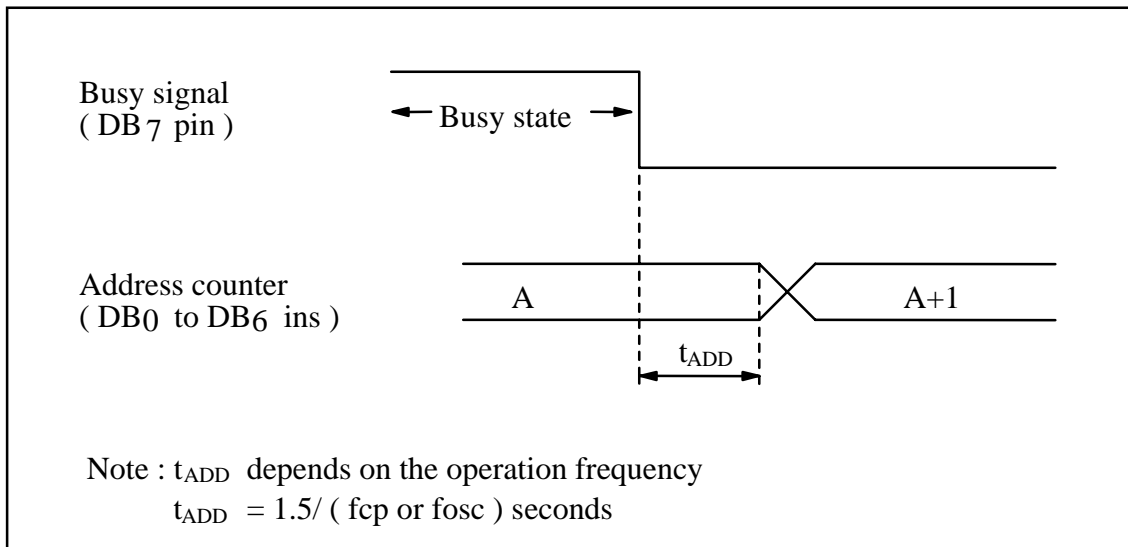 Busy signal
( DB7 pin )
Busy state
Address counter
( DB0 to DB6 ins )
A
A+1
tADD
Note : tADD depends on the operation frequency
tADD = 1.5/ ( fcp or fosc ) seconds